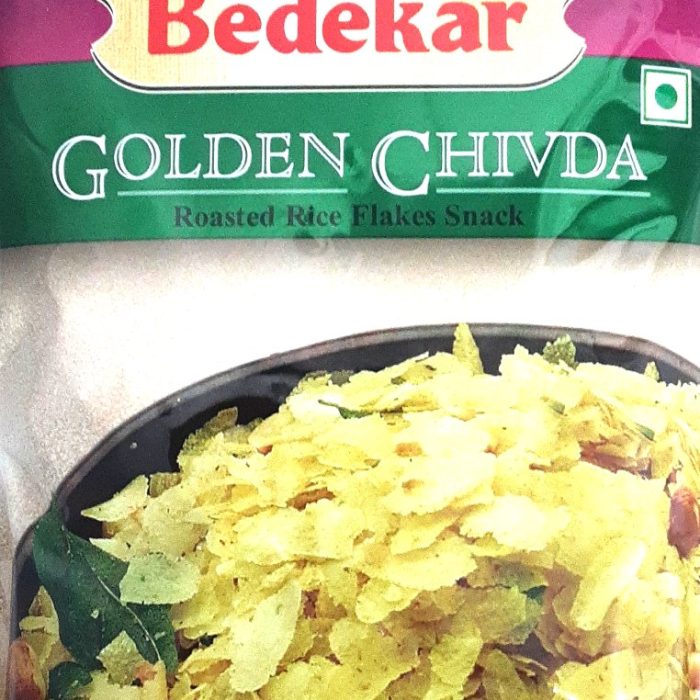 Bedekar
GOLDEN CHIVDA
Roasted Rice Flakes Snack